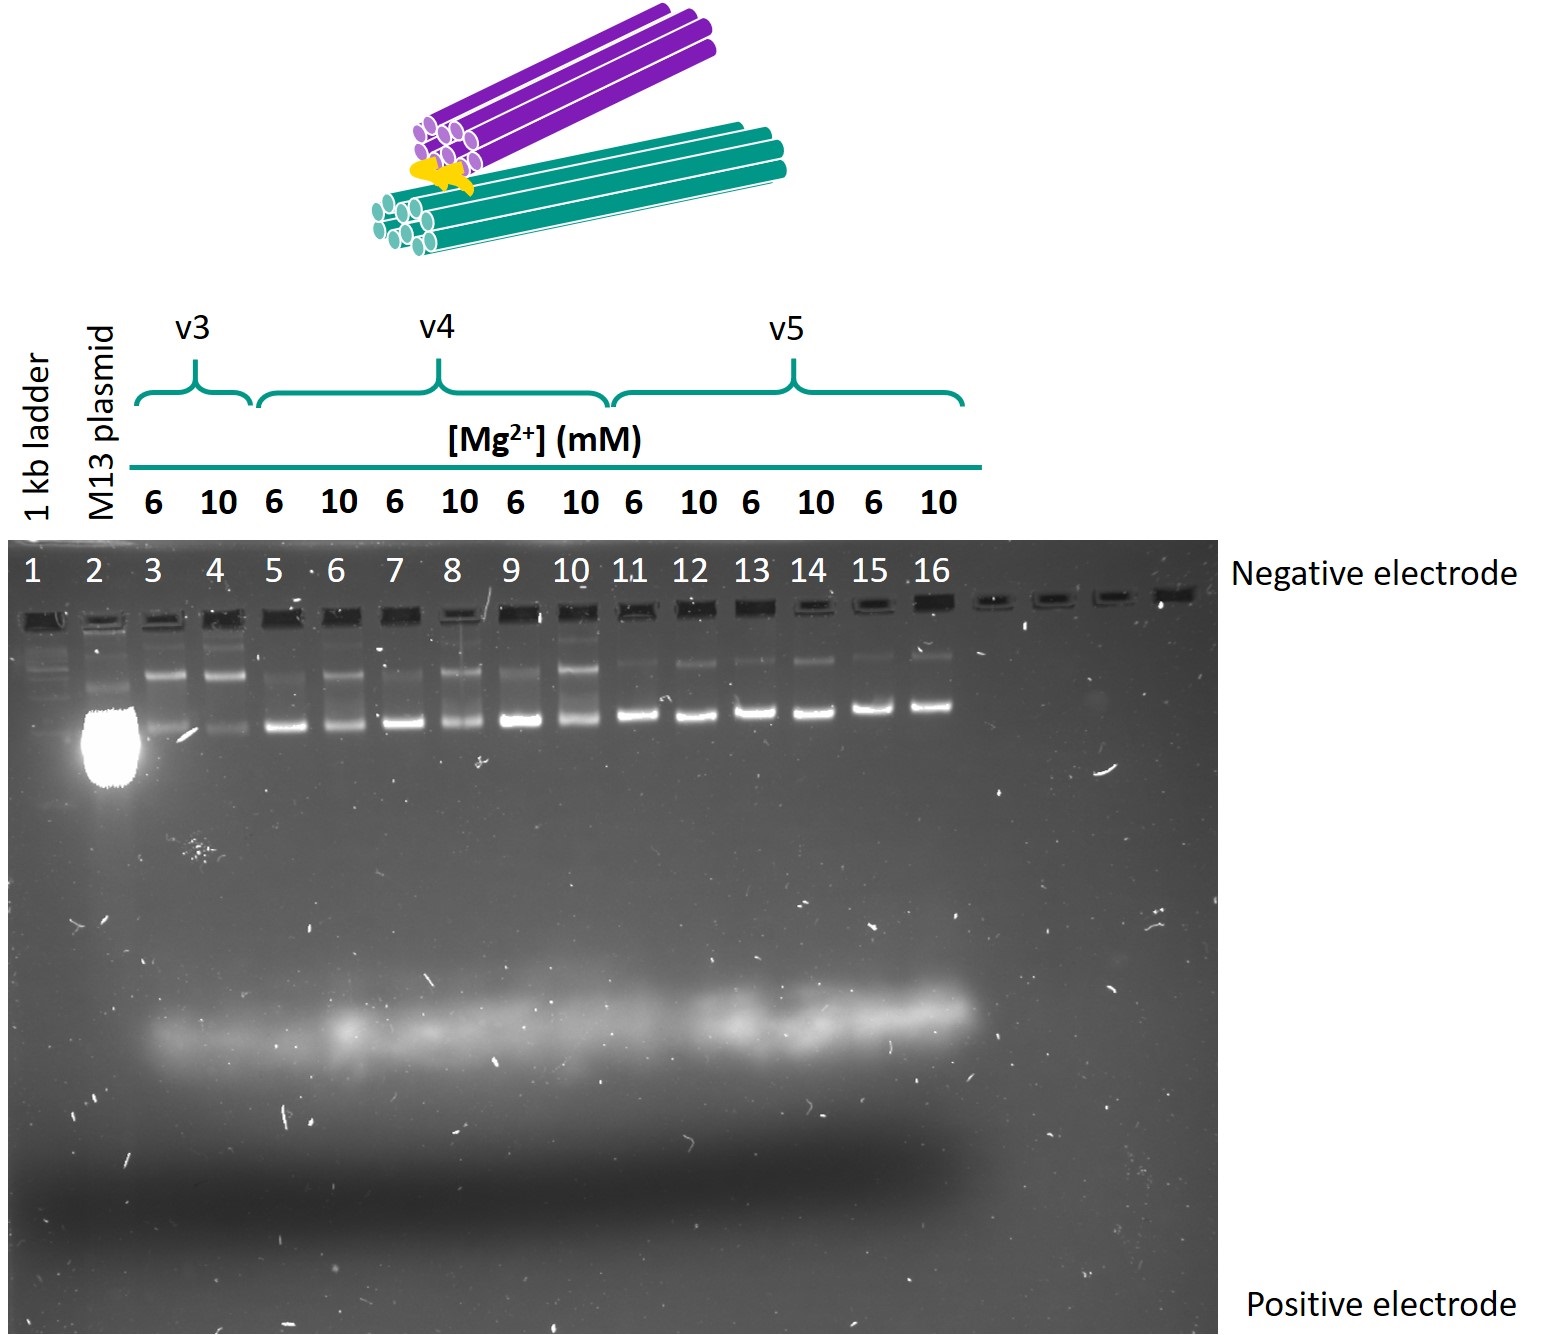 v3 v4 v5
1 kb ladder
M13 plasmid
[Mg²⁺] (mM)
6 10 6 10 6 10 6 10 6 10 6 10 6 10
1 2 3 4 5 6 7 8 9 10 11 12 13 14 15 16
Negative electrode
Positive electrode